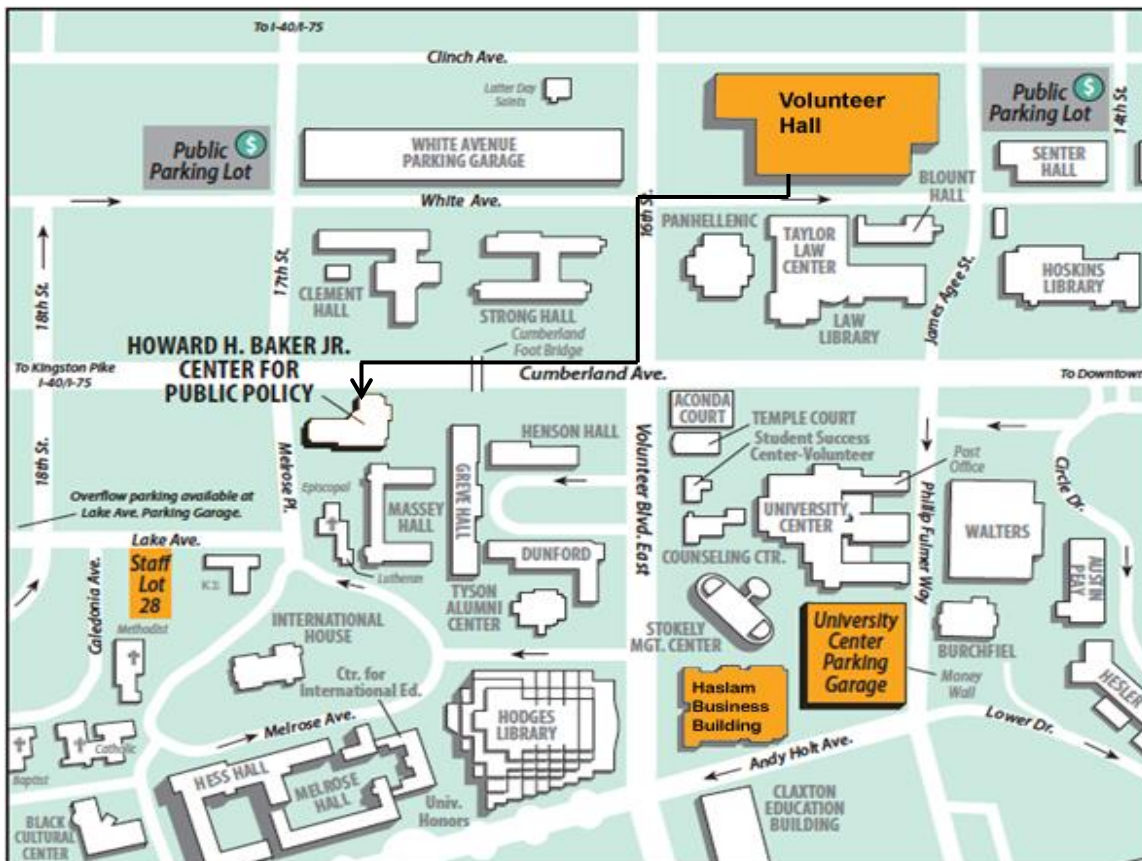 To I-40/I-75
Clinch Ave.
Latter Day
Saints
Public
Parking Lot
$
WHITE AVENUE
PARKING GARAGE
Volunteer
Hall
Public
Parking Lot
$
14th St.
SENTER
HALL
BLOUNT
HALL
White Ave.
16th St.
PANHELLENIC
TAYLOR
LAW
CENTER
HOSKINS
LIBRARY
18th St.
17th St.
CLEMENT
HALL
STRONG HALL
LAW
LIBRARY
James Agee St.
Cumberland
Foot Bridge
HOWARD H. BAKER JR.
CENTER FOR
PUBLIC POLICY
To Kingston Pike
I-40/I-75
Cumberland Ave.
To Downtown
ACONDA
COURT
TEMPLE COURT
Student Success
Center-Volunteer
HENSON HALL
Volunteer Blvd. East
Post
Office
18th St.
Melrose Pl.
Episcopal
MASSEY
HALL
GREVE HALL
UNIVERSITY
CENTER
Phillip Fulmer Way
WALTERS
Circle Dr.
Overflow parking available at
Lake Ave. Parking Garage.
Lake Ave.
Staff
Lot
28
ΚΣ
Lutheran
DUNFORD
COUNSELING CTR.
AUSTIN
PEAY
Caledonia Ave.
Methodist
TYSON
ALUMNI
CENTER
INTERNATIONAL
HOUSE
STOKELY
MGT. CENTER
University
Center
Parking
Garage
BURCHFIEL
Ctr. for
International Ed.
Haslam
Business
Building
Money
Wall
HESLER
HODGES
LIBRARY
Lower Dr.
Melrose Ave.
Andy Holt Ave.
Baptist
Catholic
HESS HALL
MELROSE
HALL
Univ.
Honors
CLAXTON
EDUCATION
BUILDING
BLACK
CULTURAL
CENTER